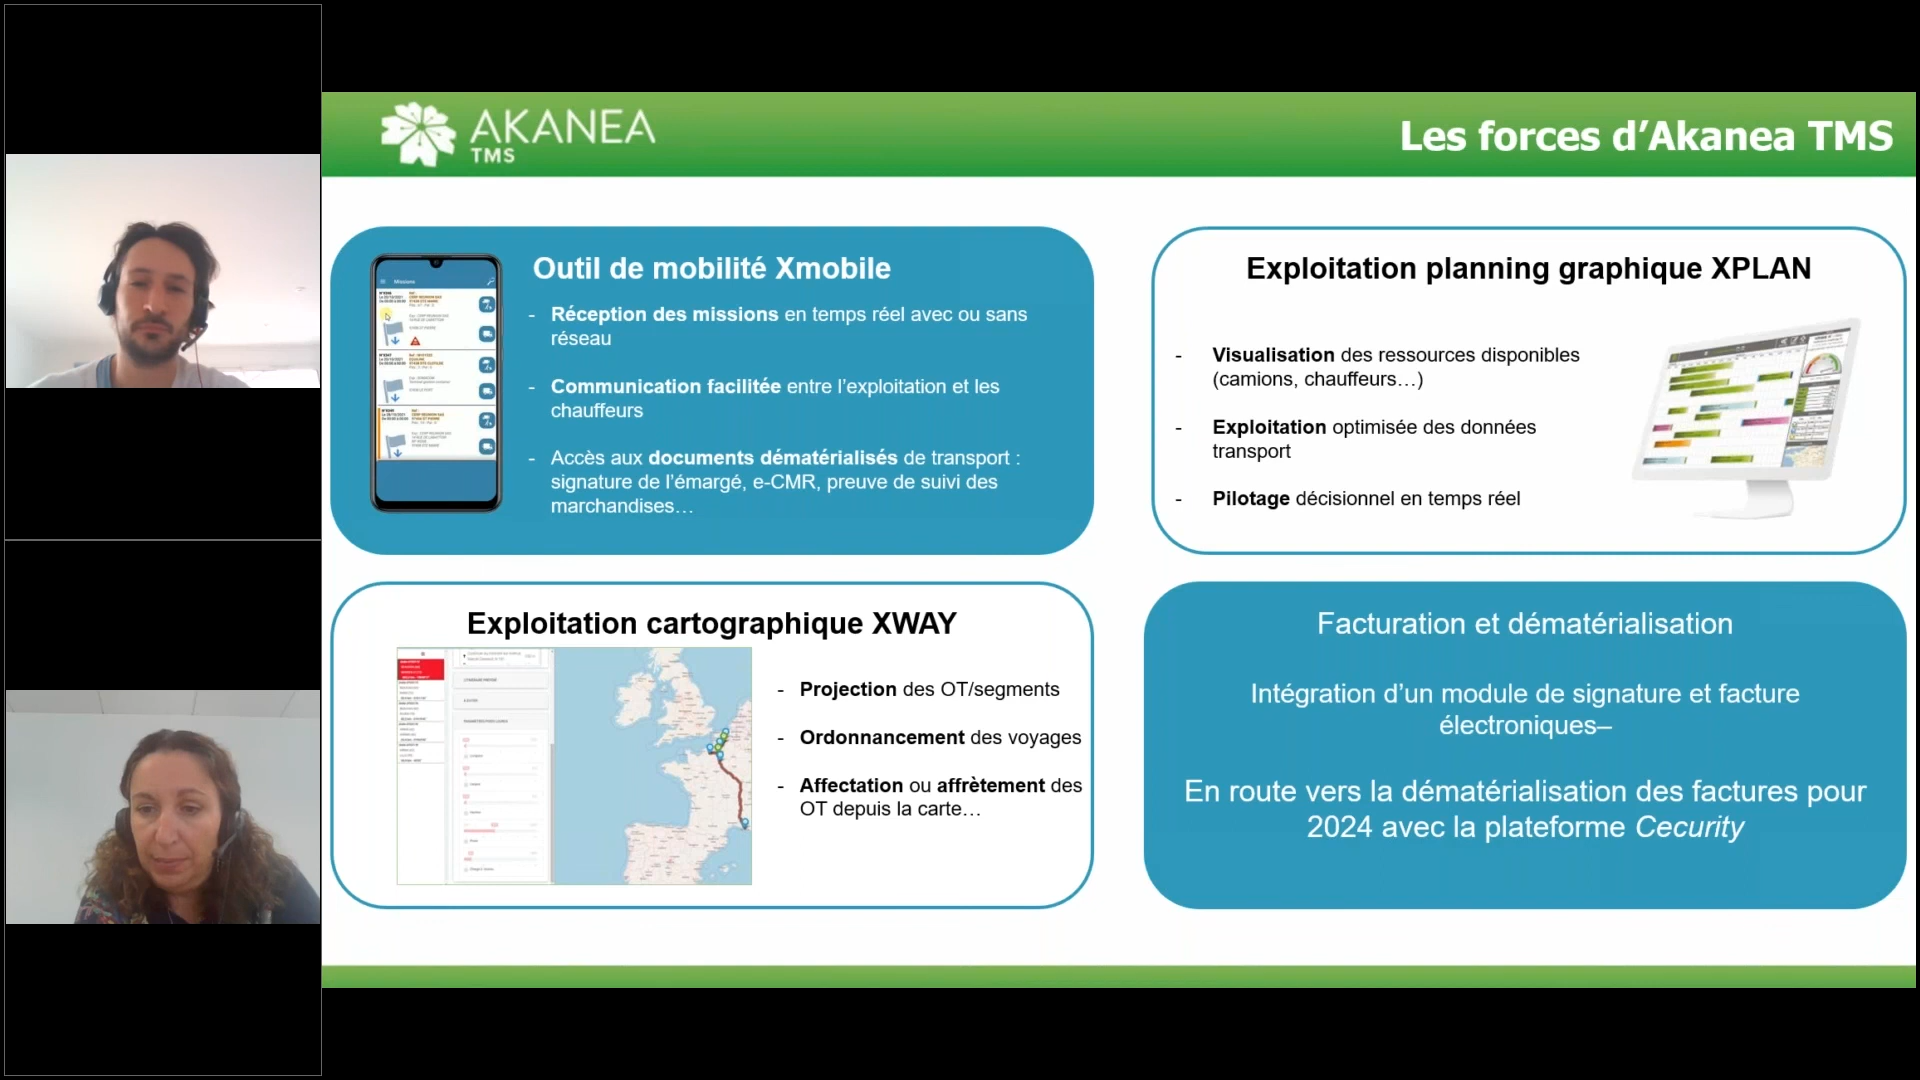 AKANEA
TMS
Les forces d’Akanea TMS
Missions
Outil de mobilité Xmobile
- Réception des missions en temps réel avec ou sans
réseau
- Communication facilitée entre l’exploitation et les
chauffeurs
- Accès aux documents dématérialisés de transport :
signature de l’émargé, e-CMR, preuve de suivi des
marchandises…
Exploitation planning graphique XPLAN
- Visualisation des ressources disponibles
(camions, chauffeurs…)
- Exploitation optimisée des données
transport
- Pilotage décisionnel en temps réel
Exploitation cartographique XWAY
- Projection des OT/segments
- Ordonnancement des voyages
- Affectation ou affrètement des
OT depuis la carte…
Facturation et dématérialisation
Intégration d’un module de signature et facture
électroniques–
En route vers la dématérialisation des factures pour
2024 avec la plateforme Cecurity